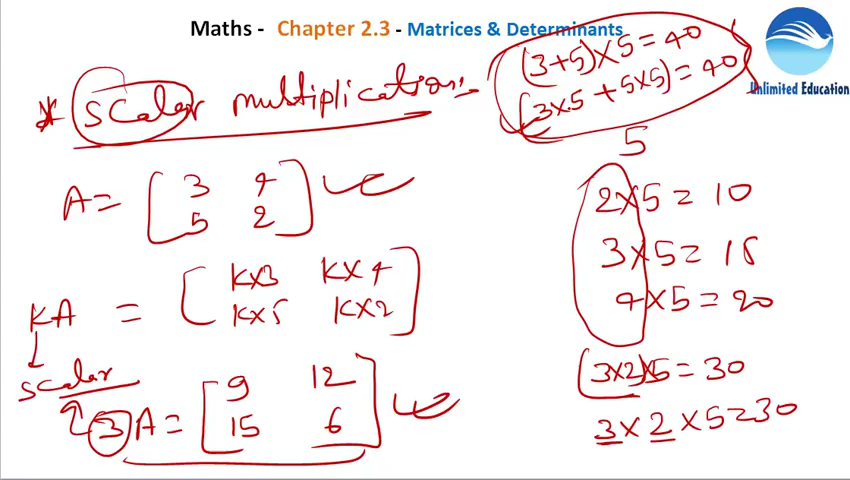 Maths - Chapter 2.3 - Matrices & Determinants
Unlimited Education
* Scalar multiplication
(3+5)×5=40
(3×5+5×5)=40
5
A= [3 4
5 2]
2×5=10
3×5=15
4×5=20
KA = [K×3 K×4
K×5 K×2]
scalar
3A= [9 12
15 6]
(3×2)×5=30
3×2×5=30